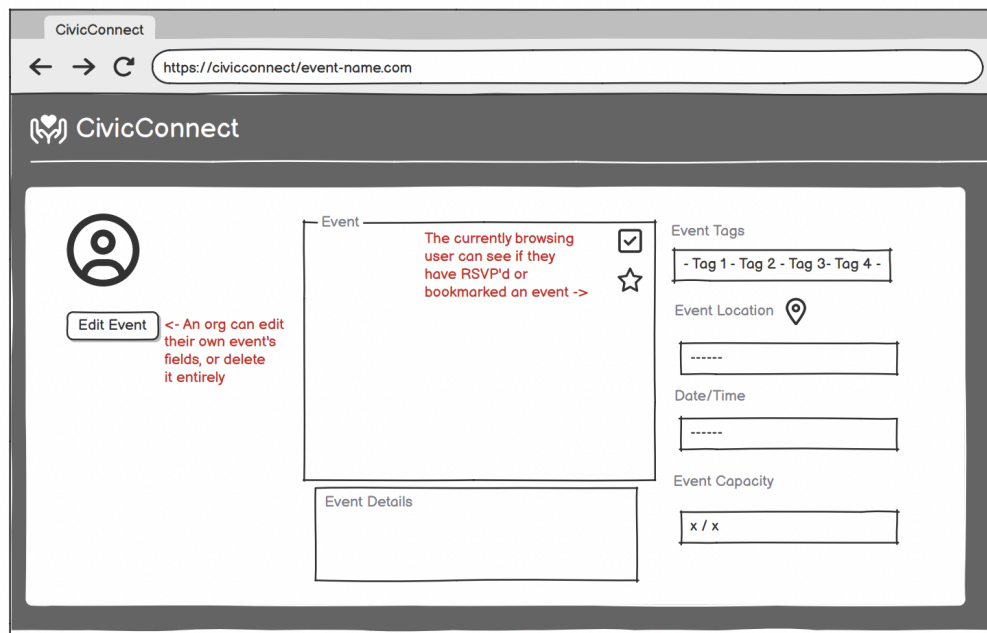 CivicConnect
https://civicconnect/event-name.com
CivicConnect
Edit Event
<- An org can edit
their own event's
fields, or delete
it entirely
Event
The currently browsing
user can see if they
have RSVP'd or
bookmarked an event ->
Event Details
Event Tags
- Tag 1 - Tag 2 - Tag 3- Tag 4 -
Event Location
------
Date/Time
------
Event Capacity
x / x